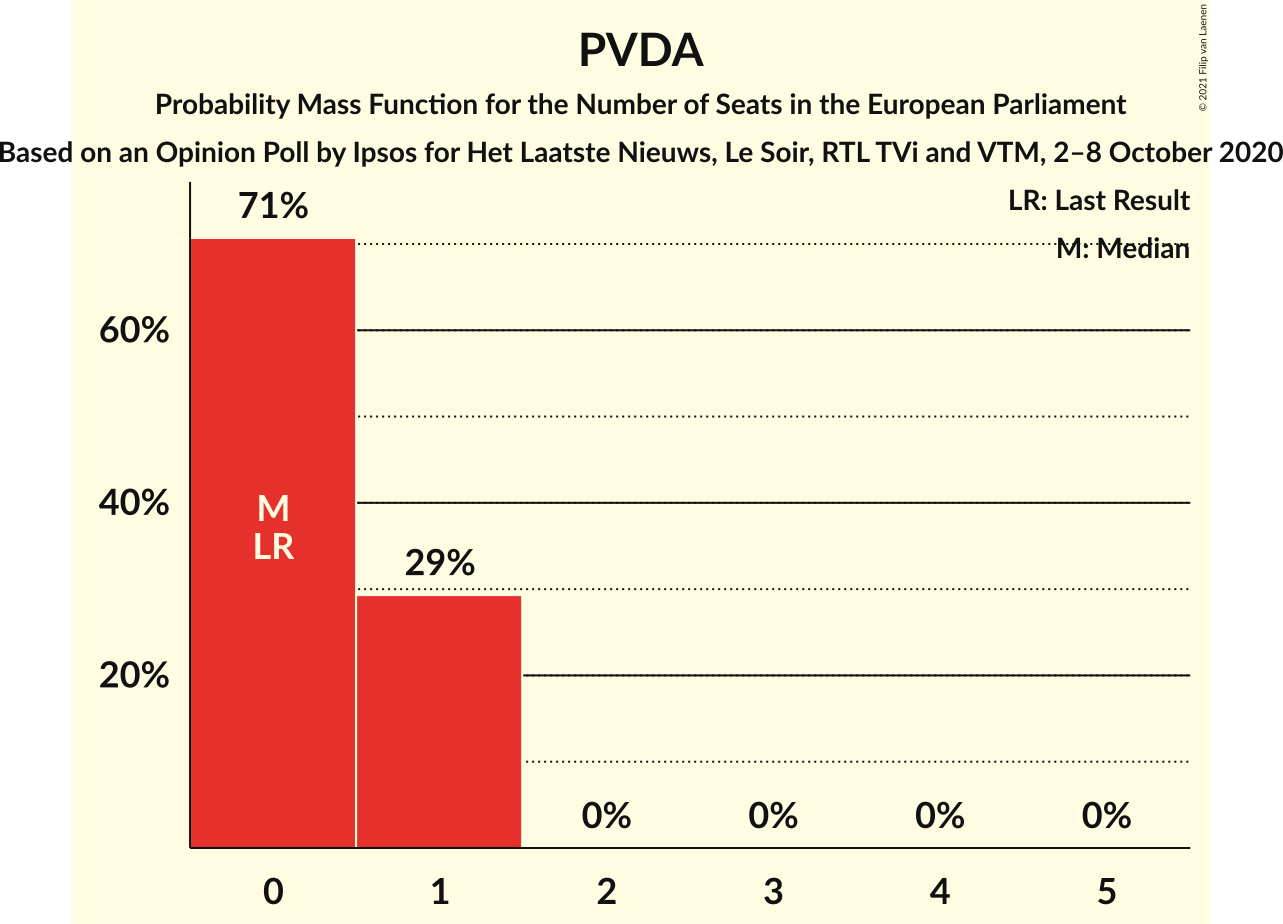 PVDA
Probability Mass Function for the Number of Seats in the European Parliament
Based on an Opinion Poll by Ipsos for Het Laatste Nieuws, Le Soir, RTL TVi and VTM, 2–8 October 2020
© 2021 Filip van Laenen
LR: Last Result
M: Median
71%
60%
40%
20%
M
LR
29%
0% 0% 0% 0%
0 1 2 3 4 5